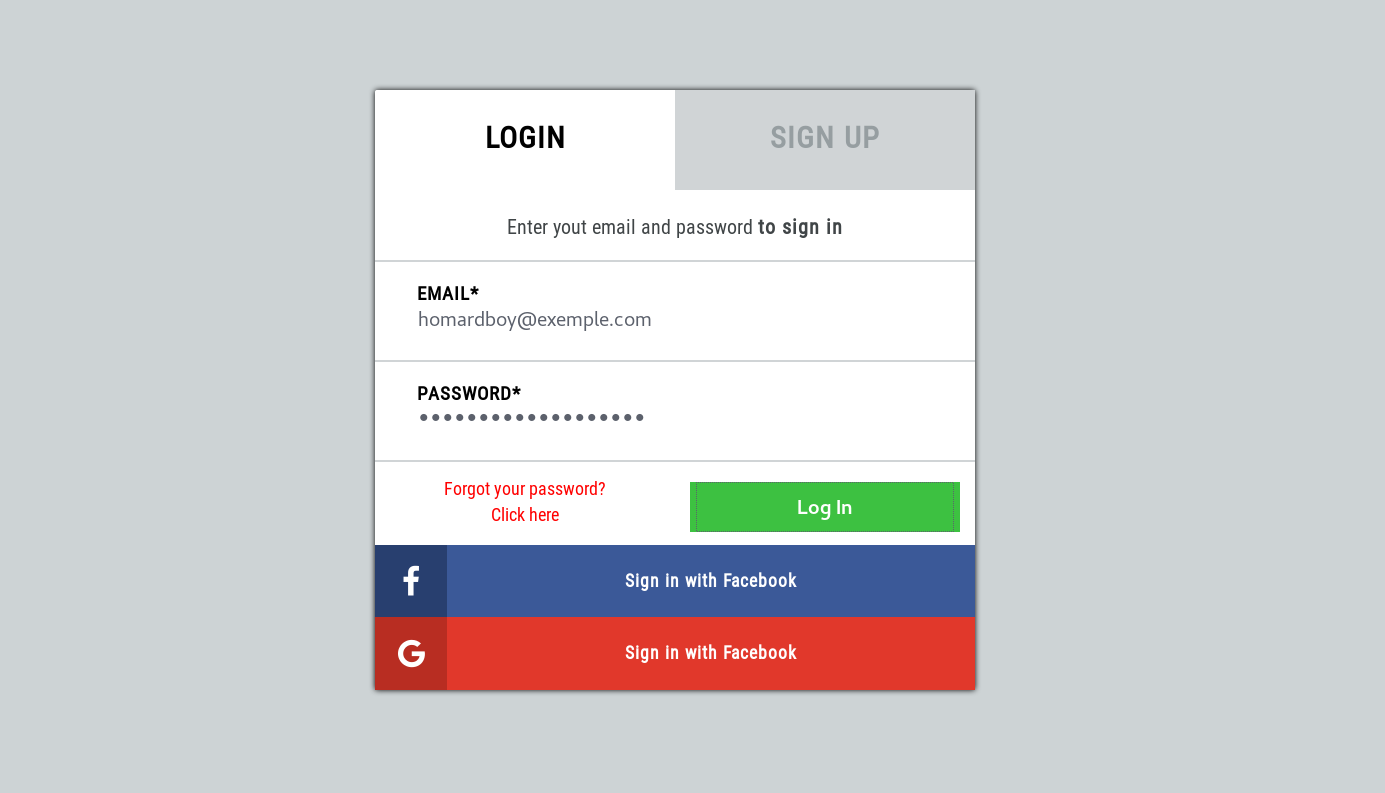 LOGIN
SIGN UP
Enter yout email and password to sign in
EMAIL*
homardboy@exemple.com
PASSWORD*
●●●●●●●●●●●●●●●●●●●
Forgot your password?
Click here
Log In
Sign in with Facebook
Sign in with Facebook